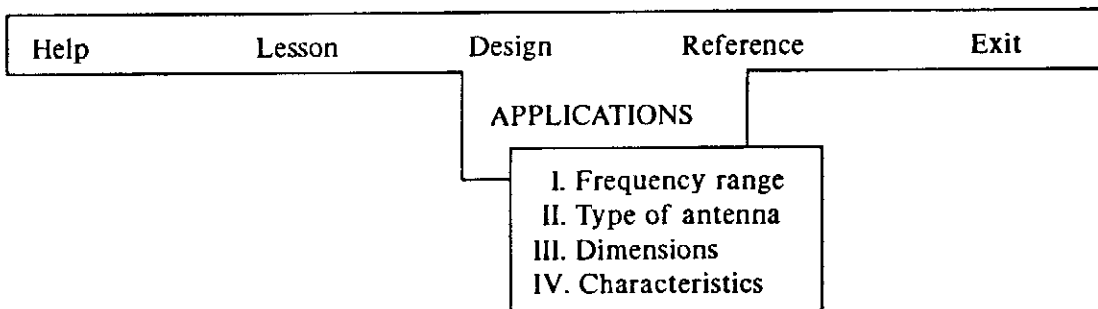 Help Lesson Design Reference Exit
APPLICATIONS
I. Frequency range
II. Type of antenna
III. Dimensions
IV. Characteristics